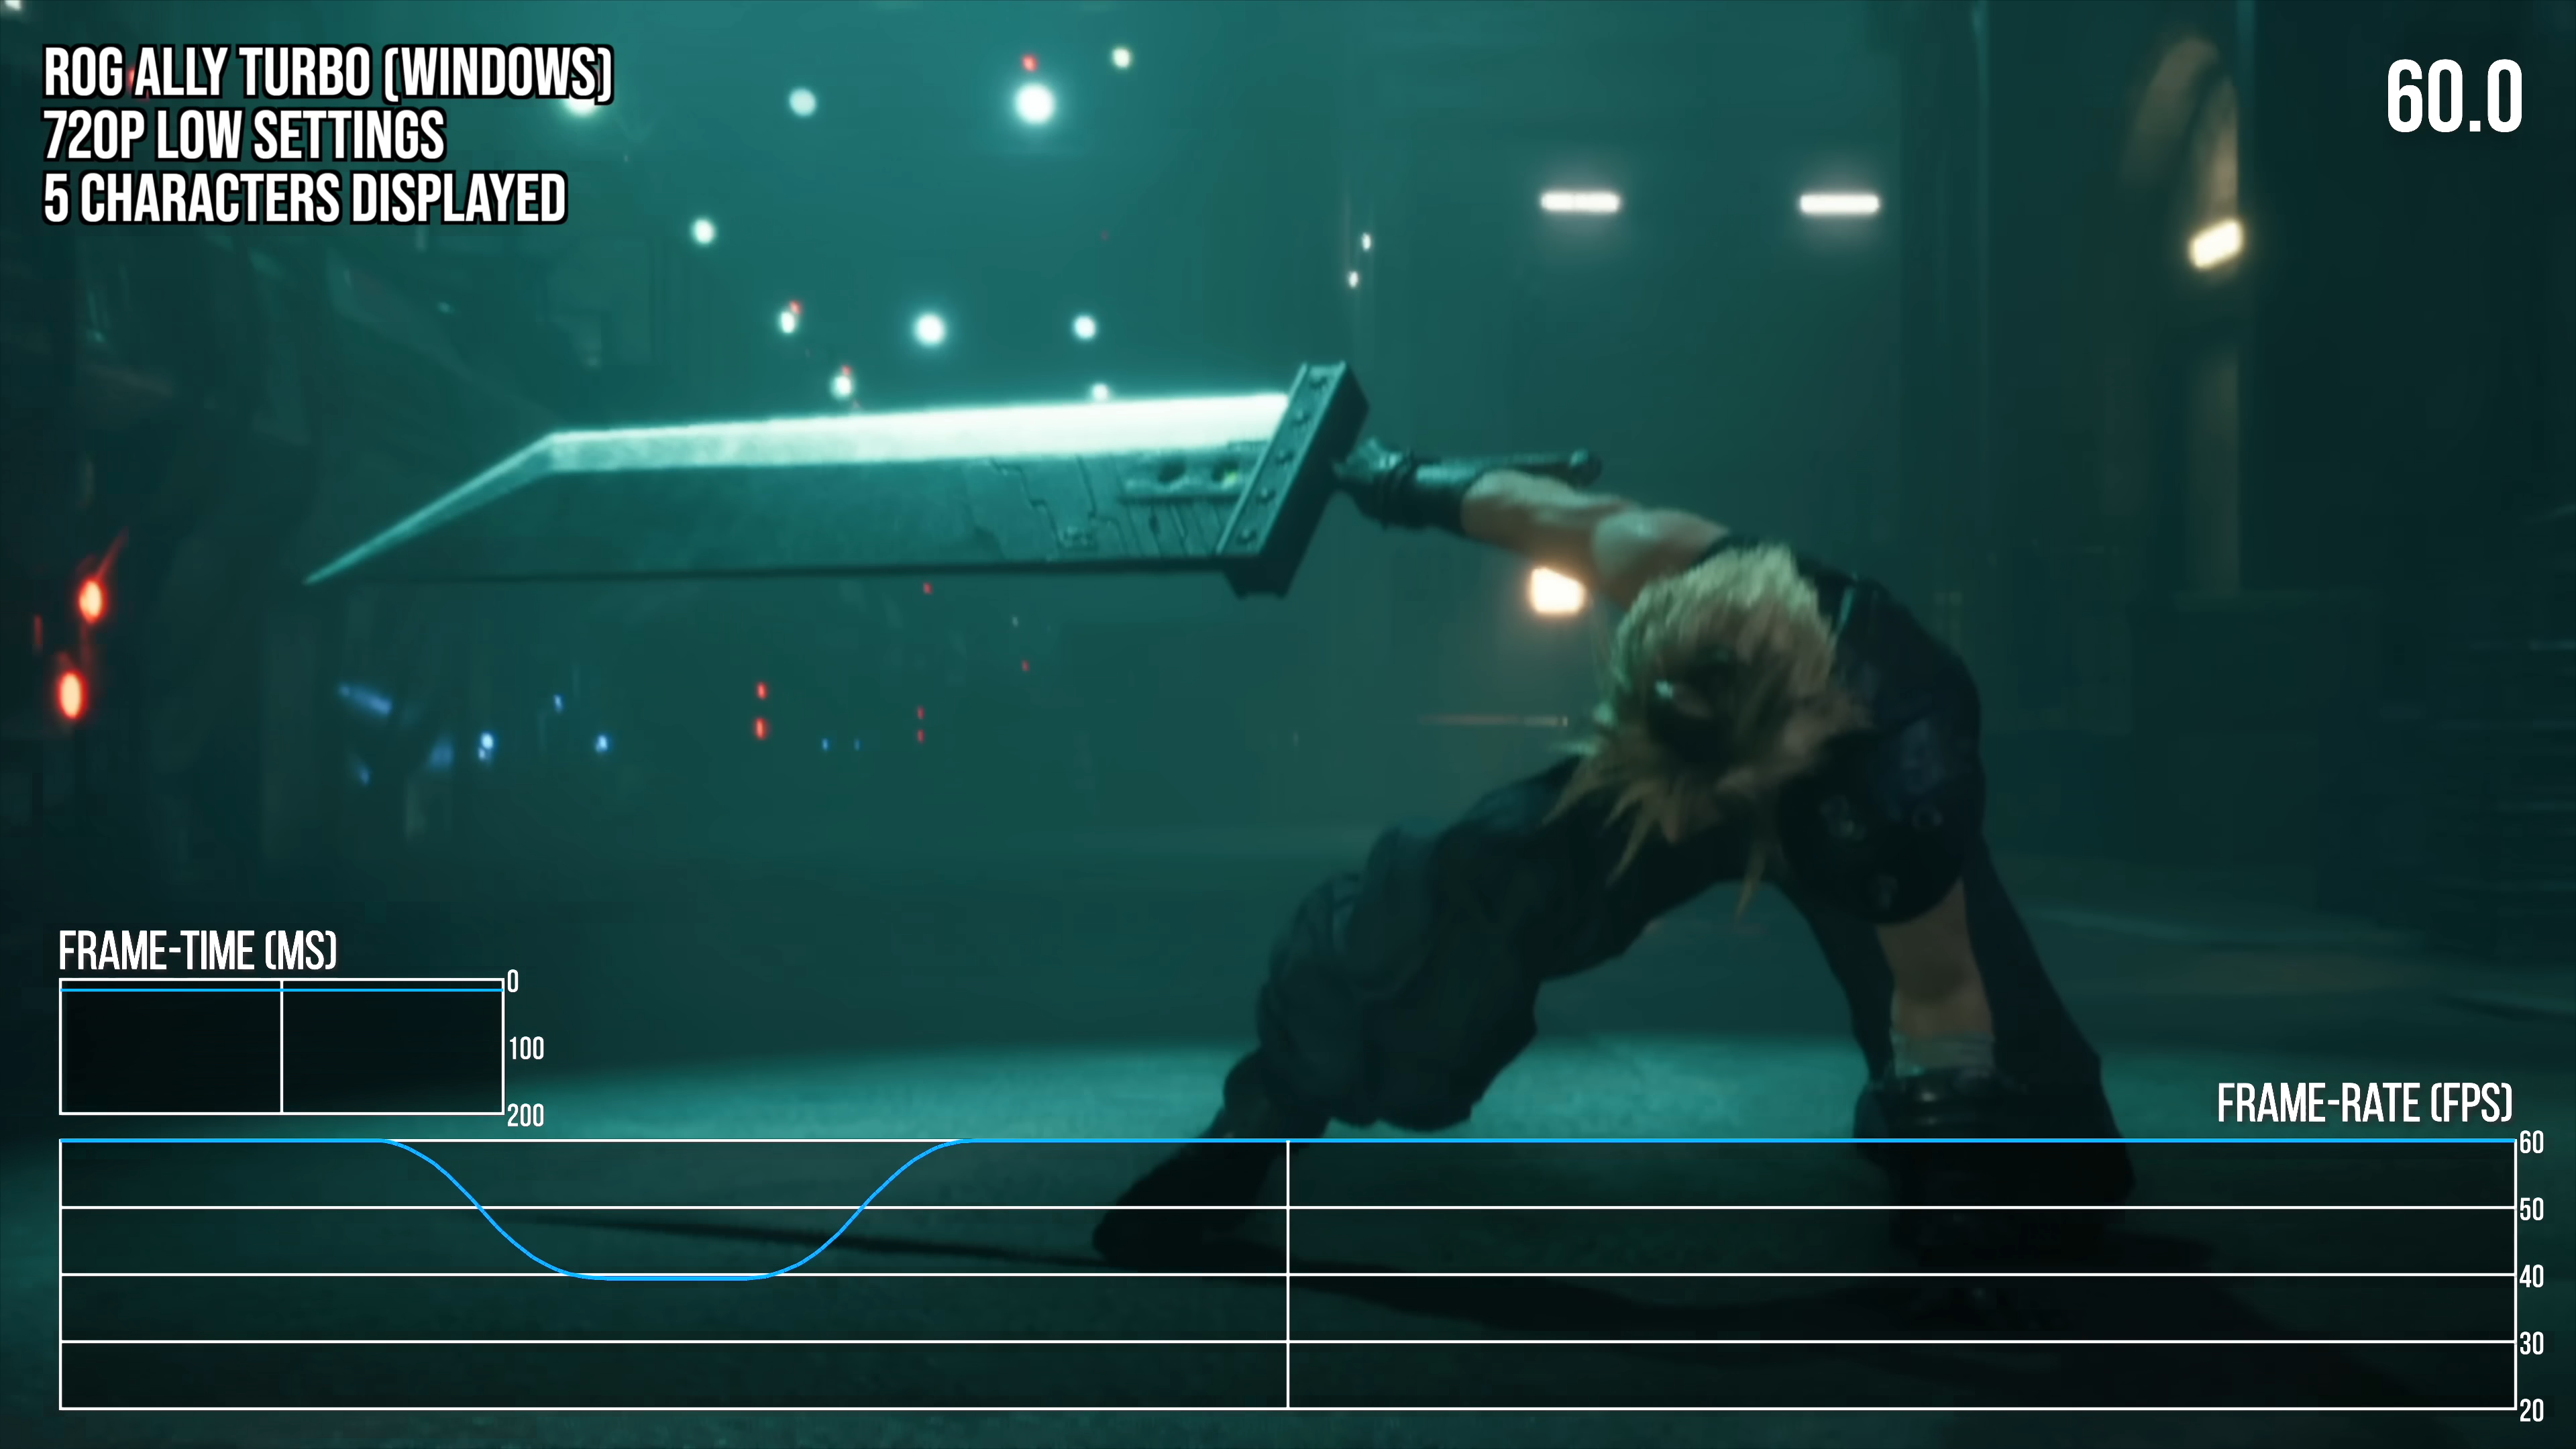 ROG ALLY TURBO (WINDOWS)
720P LOW SETTINGS
5 CHARACTERS DISPLAYED
60.0
FRAME-TIME (MS)
0
100
200
FRAME-RATE (FPS)
60
50
40
30
20